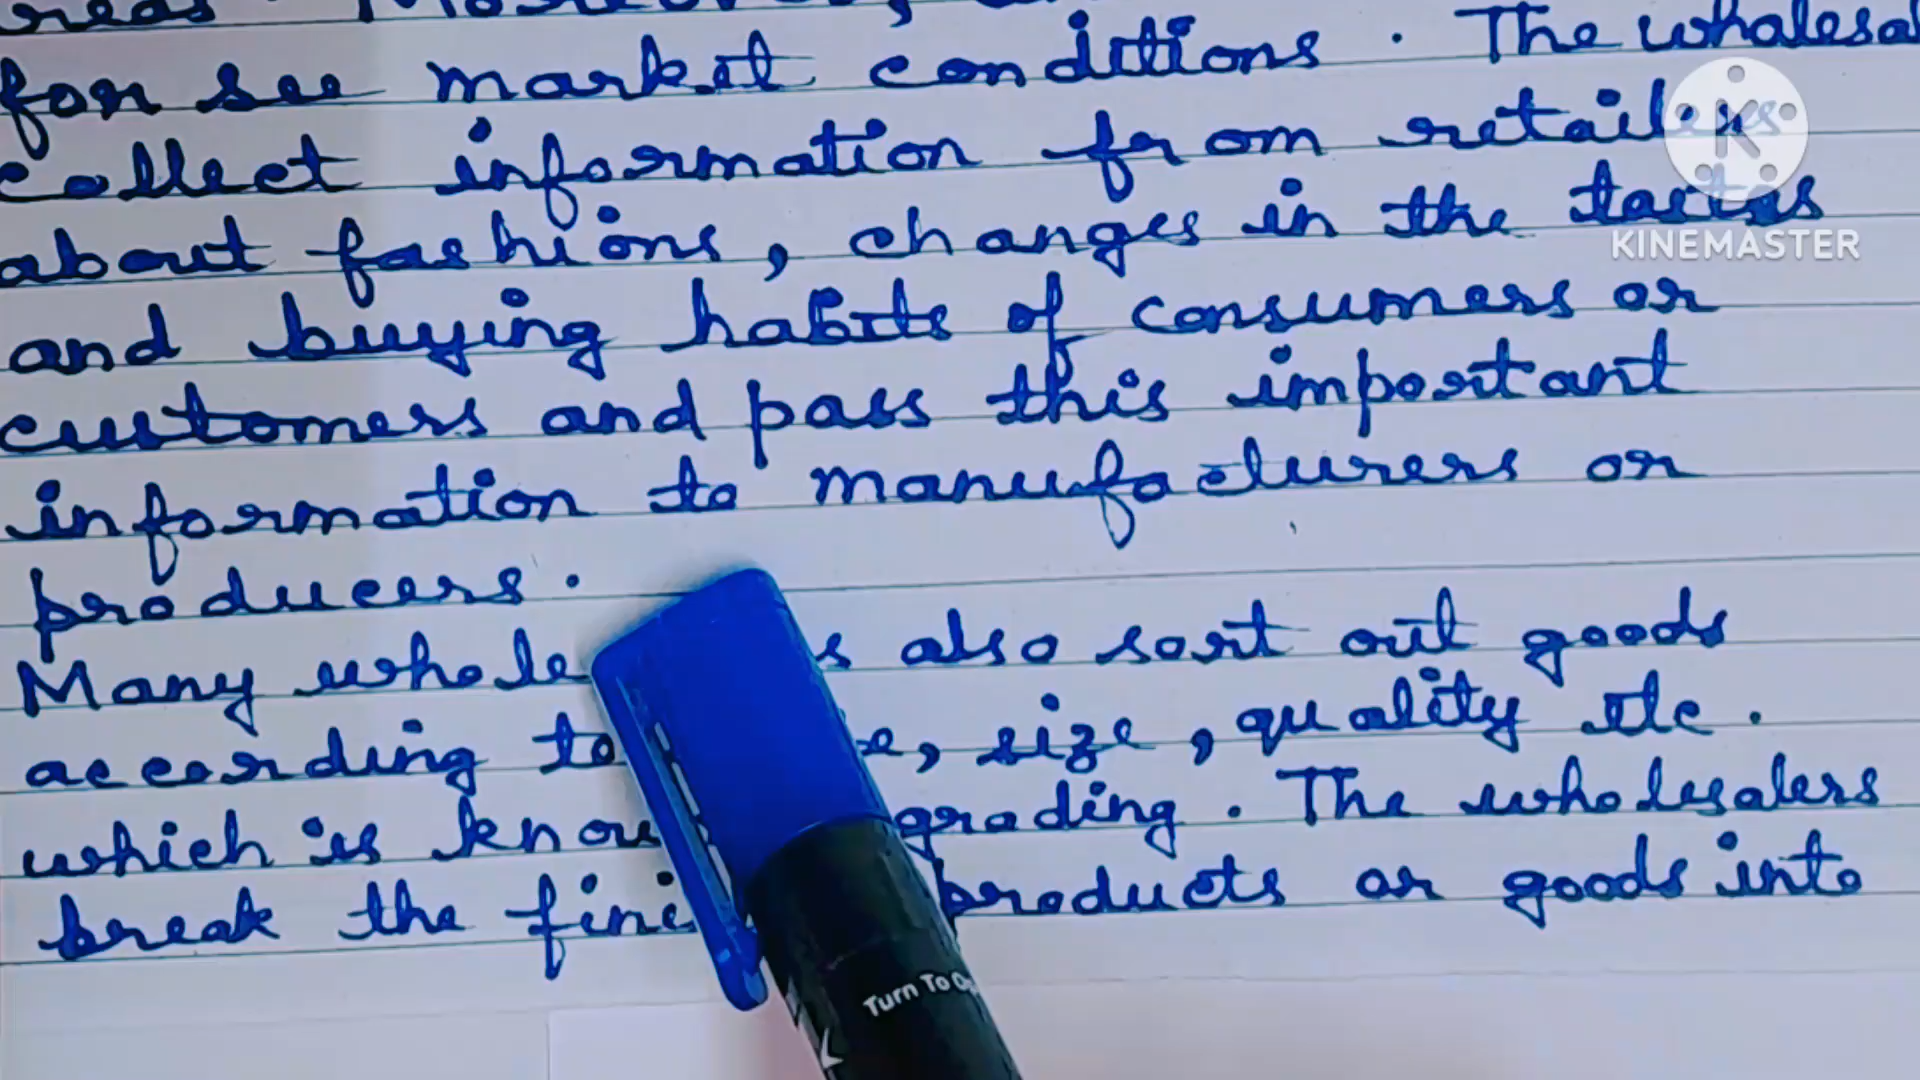 for see market conditions. The wholesal
collect information from retailers
about fashions, changes in the tastes
and buying habits of consumers or
customers and pass this important
information to manufacturers or
producers.
Many whole s also sort out goods
according to e, size, quality etc.
which is know grading. The wholesalers
break the fini products or goods into
KINEMASTER
Turn To Op